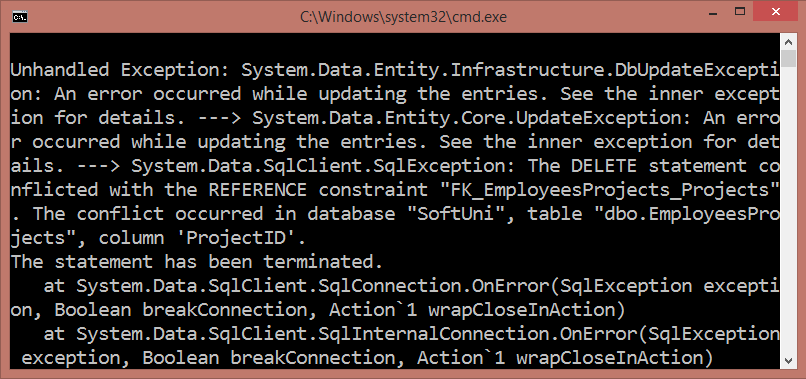 C:\Windows\system32\cmd.exe
C:\.
Unhandled Exception: System.Data.Entity.Infrastructure.DbUpdateExcepti
on: An error occurred while updating the entries. See the inner except
ion for details. ---> System.Data.Entity.Core.UpdateException: An erro
r occurred while updating the entries. See the inner exception for det
ails. ---> System.Data.SqlClient.SqlException: The DELETE statement co
nflicted with the REFERENCE constraint "FK_EmployeesProjects_Projects"
. The conflict occurred in database "SoftUni", table "dbo.EmployeesPro
jects", column 'ProjectID'.
The statement has been terminated.
   at System.Data.SqlClient.SqlConnection.OnError(SqlException excepti
on, Boolean breakConnection, Action`1 wrapCloseInAction)
   at System.Data.SqlClient.SqlInternalConnection.OnError(SqlException
 exception, Boolean breakConnection, Action`1 wrapCloseInAction)